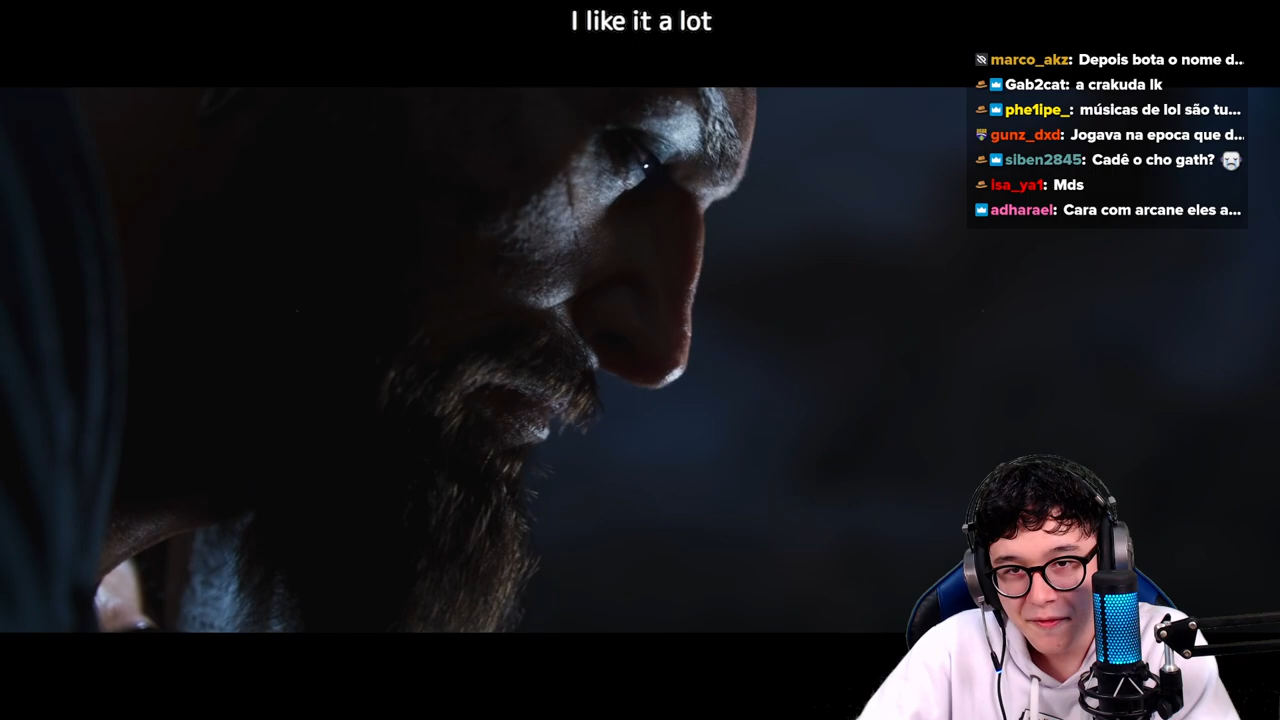 I like it a lot
marco_akz: Depois bota o nome d...
Gab2cat: a crakuda lk
phe1ipe_: músicas de lol são tu...
gunz_dxd: Jogava na epoca que d...
siben2845: Cadê o cho gath?
isa_ya1: Mds
adharael: Cara com arcane eles a...